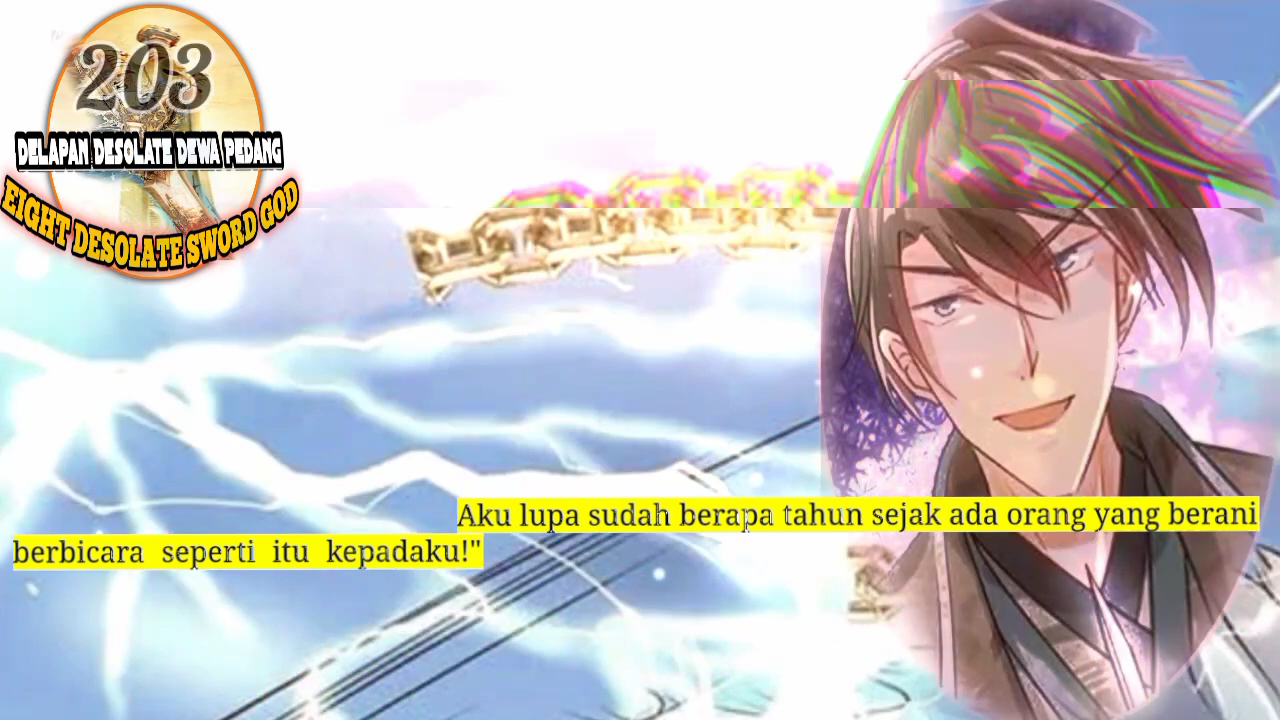 203
DELAPAN DESOLATE DEWA PEDANG
EIGHT DESOLATE SWORD GOD
Aku lupa sudah berapa tahun sejak ada orang yang berani
berbicara seperti itu kepadaku!"